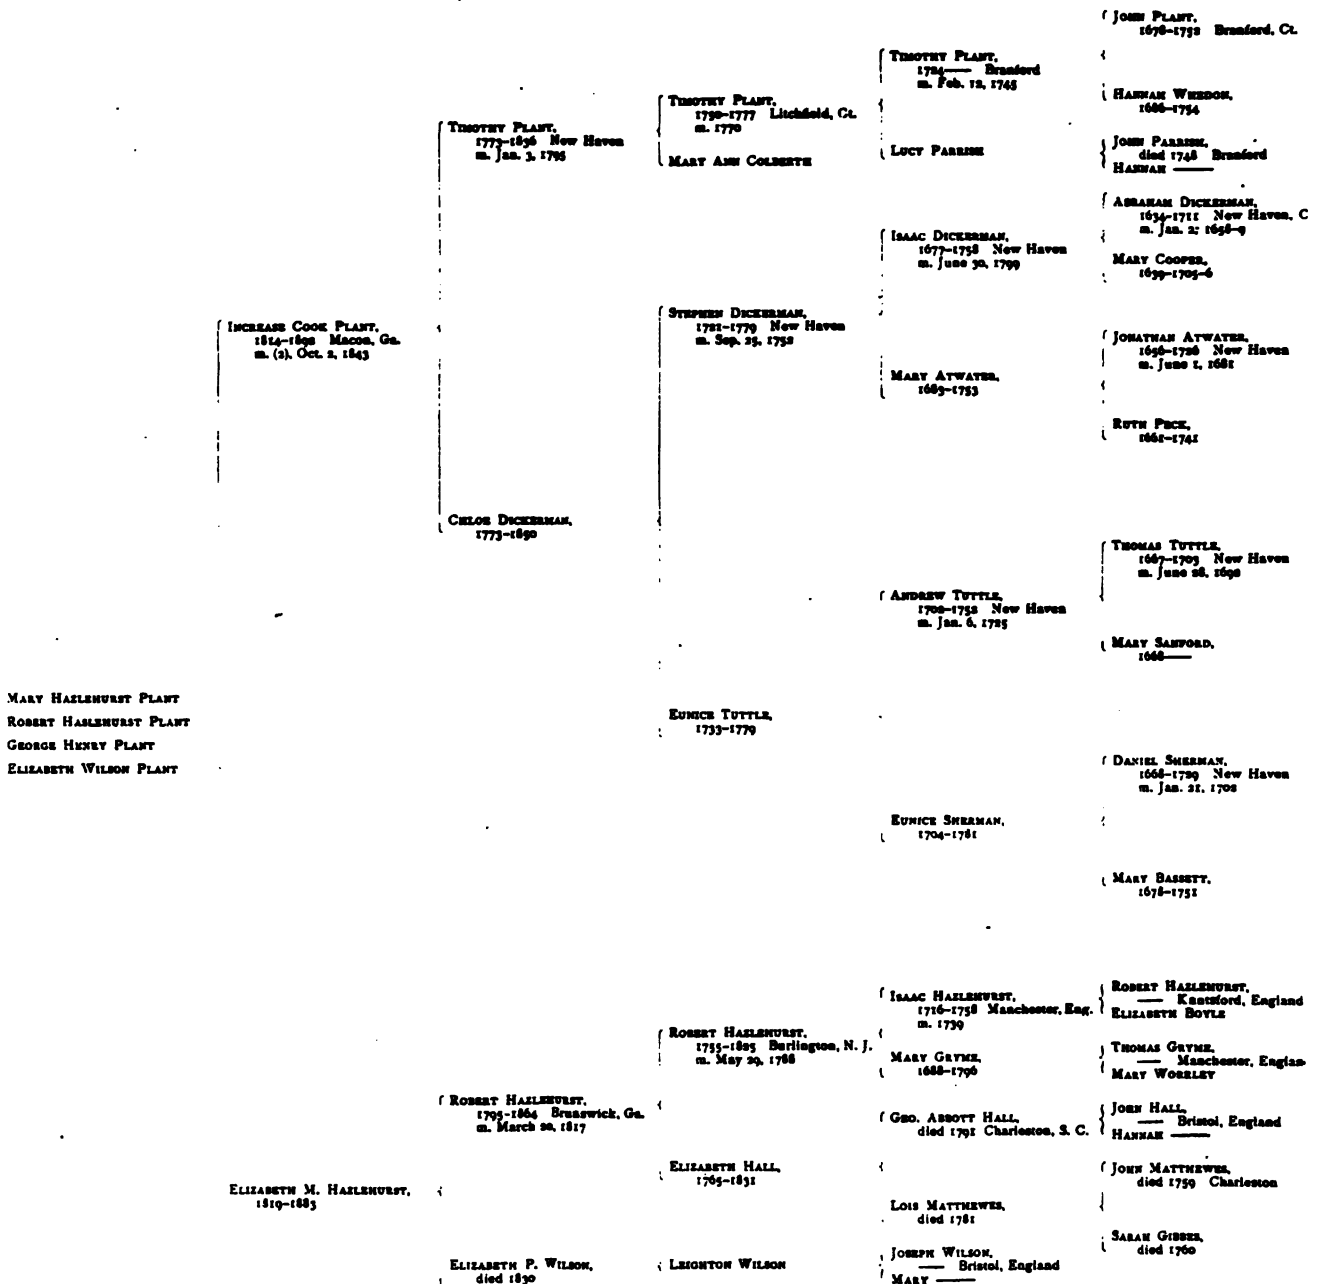 MARY HAZLEHURST PLANT
ROBERT HASLEHURST PLANT
GEORGE HENRY PLANT
ELIZABETH WILSON PLANT
INCREASE COOK PLANT,
1814–1892 Macon, Ga.
m. (2), Oct. 2, 1843
ELIZABETH M. HAZLEHURST,
1819–1883
TIMOTHY PLANT,
1773–1836 New Haven
m. Jan. 3, 1795
CHLOE DICKERMAN,
1773–1850
ROBERT HAZLEHURST,
1795–1864 Brunswick, Ga.
m. March 20, 1817
ELIZABETH P. WILSON,
died 1830
TIMOTHY PLANT,
1750–1777 Litchfield, Ct.
m. 1770
MARY ANN COLBERTH
STEPHEN DICKERMAN,
1721–1779 New Haven
m. Sep. 25, 1752
EUNICE TUTTLE,
1733–1779
ROBERT HAZLEHURST,
1755–1825 Burlington, N. J.
m. May 29, 1788
ELIZABETH HALL,
1765–1831
LEIGHTON WILSON
TIMOTHY PLANT,
1724—— Branford
m. Feb. 12, 1745
LUCY PARRISH
ISAAC DICKERMAN,
1677–1758 New Haven
m. June 30, 1799
MARY ATWATER,
1683–1753
ANDREW TUTTLE,
1702–1752 New Haven
m. Jan. 6, 1725
EUNICE SHERMAN,
1704–1781
ISAAC HAZLEHURST,
1716–1758 Manchester, Eng.
m. 1739
MARY GRYME,
1688–1796
GEO. ABBOTT HALL,
died 1791 Charleston, S. C.
LOIS MATTHEWES,
died 1781
JOSEPH WILSON,
—— Bristol, England
MARY ——
JOHN PLANT,
1678–1752 Branford, Ct.
HANNAH WHEDON,
1686–1754
JOHN PARRISH,
died 1748 Branford
HANNAH ——
ABRAHAM DICKERMAN,
1634–1711 New Haven, C
m. Jan. 2; 1658–9
MARY COOPER,
1639–1705–6
JONATHAN ATWATER,
1656–1726 New Haven
m. June 1, 1681
RUTH PECK,
1661–1741
THOMAS TUTTLE,
1667–1703 New Haven
m. June 28, 1692
MARY SANFORD,
1668——
DANIEL SHERMAN,
1668–1729 New Haven
m. Jan. 21, 1702
MARY BASSETT,
1678–1751
ROBERT HAZLEHURST,
—— Knutsford, England
ELIZABETH BOYLE
THOMAS GRYME,
—— Manchester, Englan
MARY WORSLEY
JOHN HALL,
—— Bristol, England
HANNAH ——
JOHN MATTHEWES,
died 1759 Charleston
SARAH GIBBES,
died 1760